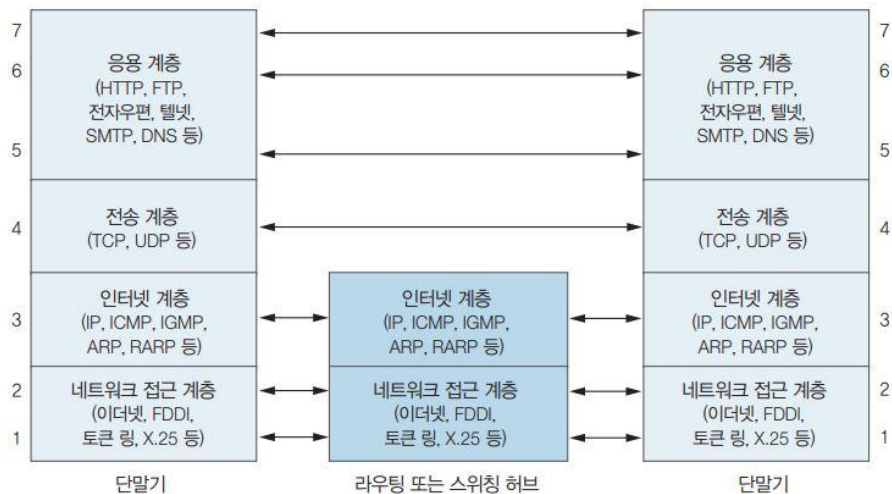 7
6
5
4
3
2
1
응용 계층
(HTTP, FTP,
전자우편, 텔넷,
SMTP, DNS 등)
전송 계층
(TCP, UDP 등)
인터넷 계층
(IP, ICMP, IGMP,
ARP, RARP 등)
네트워크 접근 계층
(이더넷, FDDI,
토큰 링, X.25 등)
단말기
인터넷 계층
(IP, ICMP, IGMP,
ARP, RARP 등)
네트워크 접근 계층
(이더넷, FDDI,
토큰 링, X.25 등)
라우팅 또는 스위칭 허브
응용 계층
(HTTP, FTP,
전자우편, 텔넷,
SMTP, DNS 등)
전송 계층
(TCP, UDP 등)
인터넷 계층
(IP, ICMP, IGMP,
ARP, RARP 등)
네트워크 접근 계층
(이더넷, FDDI,
토큰 링, X.25 등)
단말기
7
6
5
4
3
2
1